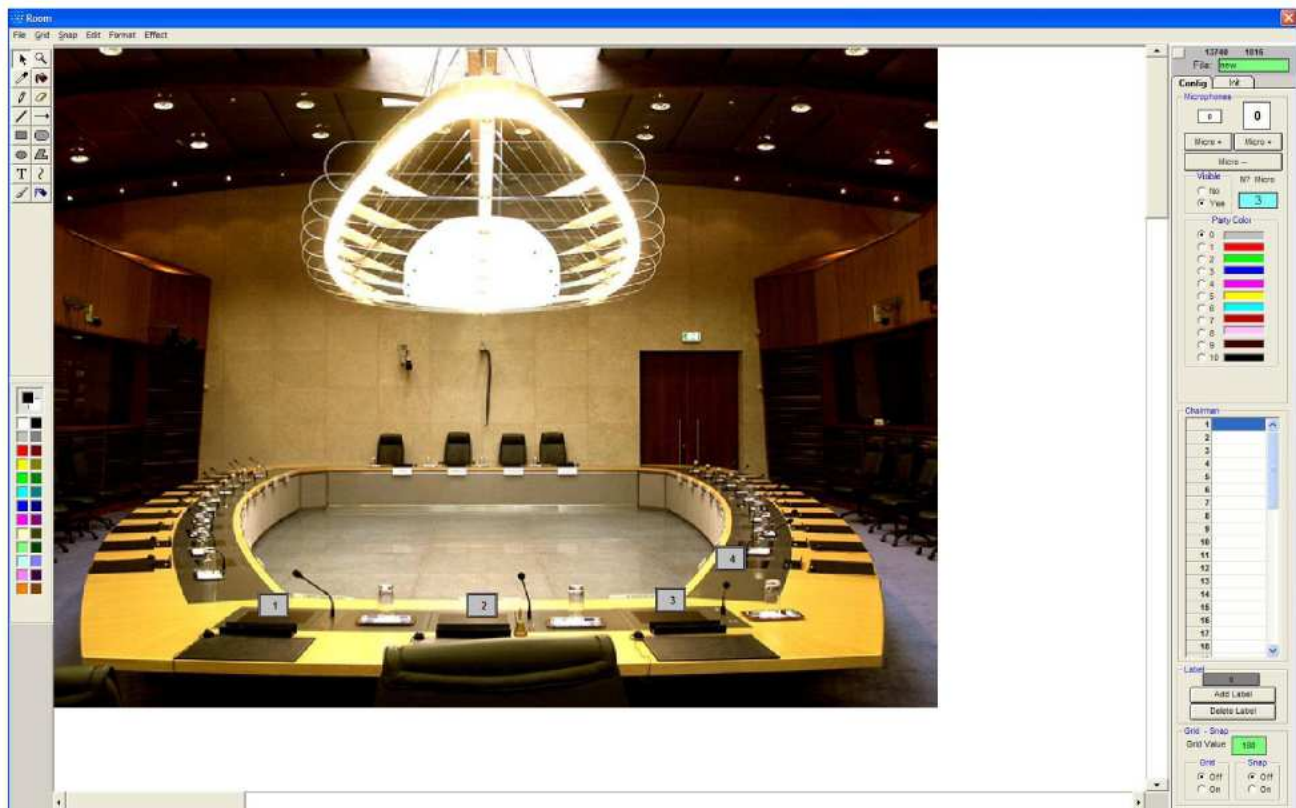 Room
File Grid Snap Edit Format Effect
13740 1016
File: new
Config Init
Microphones
0 0
Micro + Micro +
Micro --
Visible
N? Micro
No
Yes
3
Party Color
0
1
2
3
4
5
6
7
8
9
10
T
1
2
3
4
Chairman
1
2
3
4
5
6
7
8
9
10
11
12
13
14
15
16
17
18
Label
Add Label
Delete Label
Grid - Snap
Grid Value 100
Grid Snap
Off Off
On On